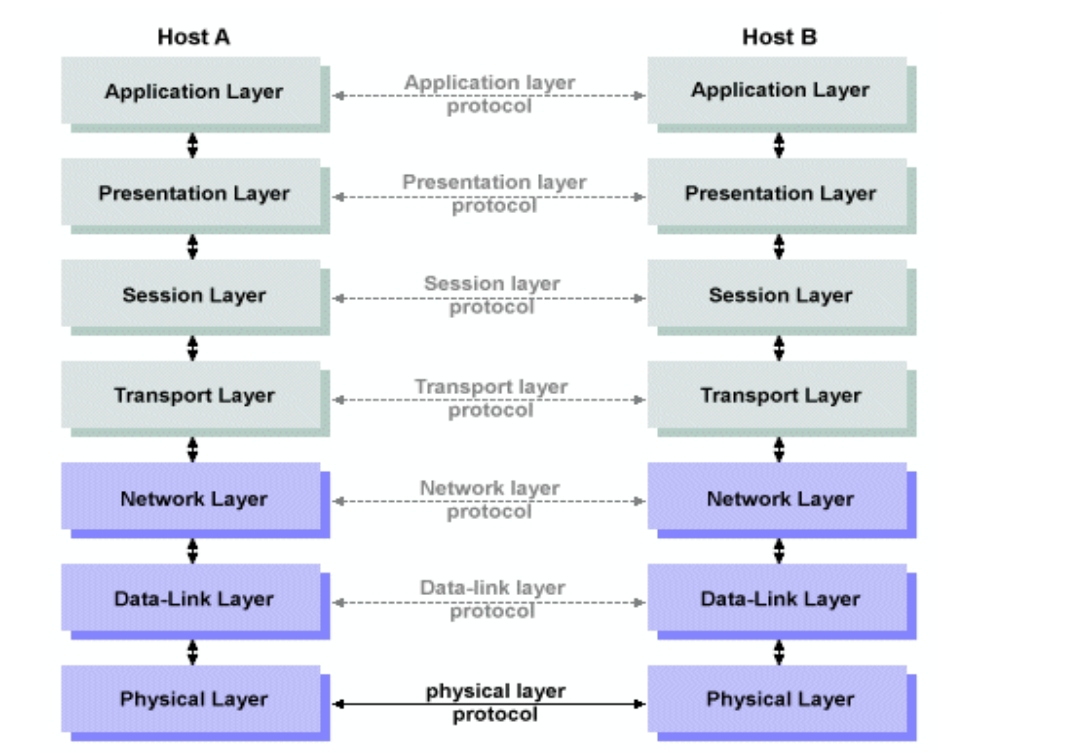 Host A
Host B
Application Layer
Application layer
protocol
Application Layer
Presentation Layer
Presentation layer
protocol
Presentation Layer
Session Layer
Session layer
protocol
Session Layer
Transport Layer
Transport layer
protocol
Transport Layer
Network Layer
Network layer
protocol
Network Layer
Data-Link Layer
Data-link layer
protocol
Data-Link Layer
Physical Layer
physical layer
protocol
Physical Layer